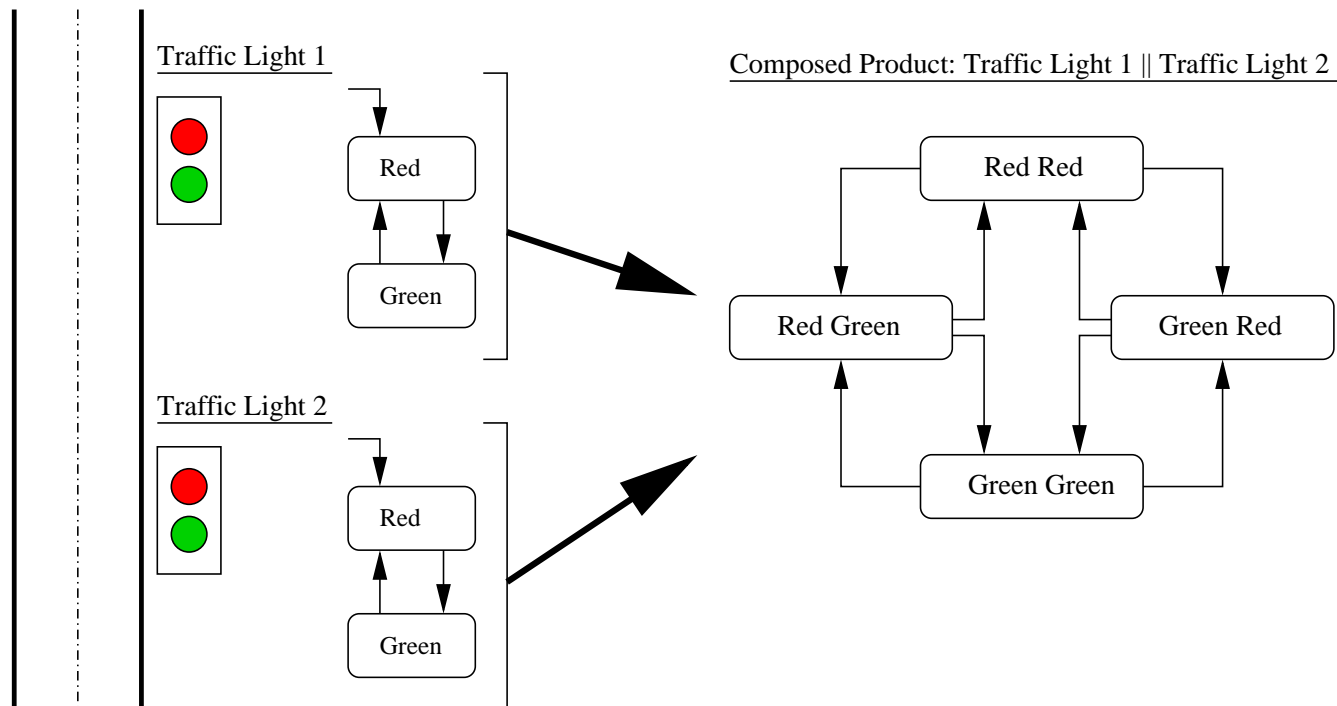 Traffic Light 1
Red
Green
Traffic Light 2
Red
Green
Composed Product: Traffic Light 1 || Traffic Light 2
Red Red
Red Green
Green Red
Green Green